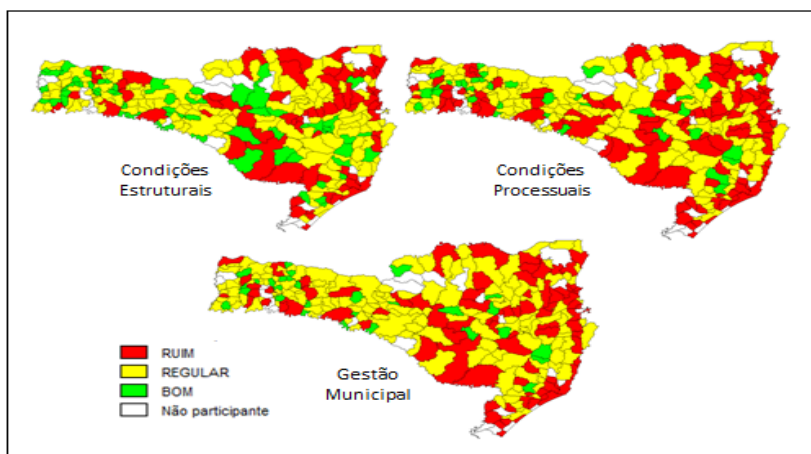 Condições
Estruturais
Condições
Processuais
RUIM
REGULAR
BOM
Não participante
Gestão
Municipal